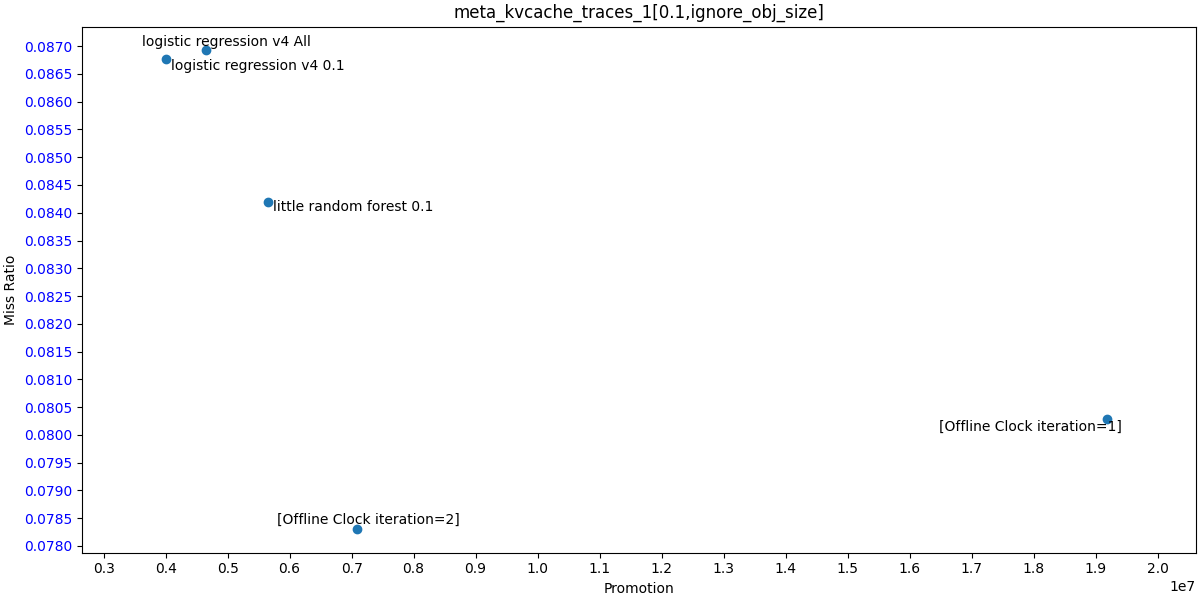 meta_kvcache_traces_1[0.1,ignore_obj_size]
0.0870
0.0865
0.0860
0.0855
0.0850
0.0845
0.0840
0.0835
0.0830
0.0825
0.0820
0.0815
0.0810
0.0805
0.0800
0.0795
0.0790
0.0785
0.0780
Miss Ratio
logistic regression v4 All
logistic regression v4 0.1
little random forest 0.1
[Offline Clock iteration=1]
[Offline Clock iteration=2]
0.3 0.4 0.5 0.6 0.7 0.8 0.9 1.0 1.1 1.2 1.3 1.4 1.5 1.6 1.7 1.8 1.9 2.0
1e7
Promotion